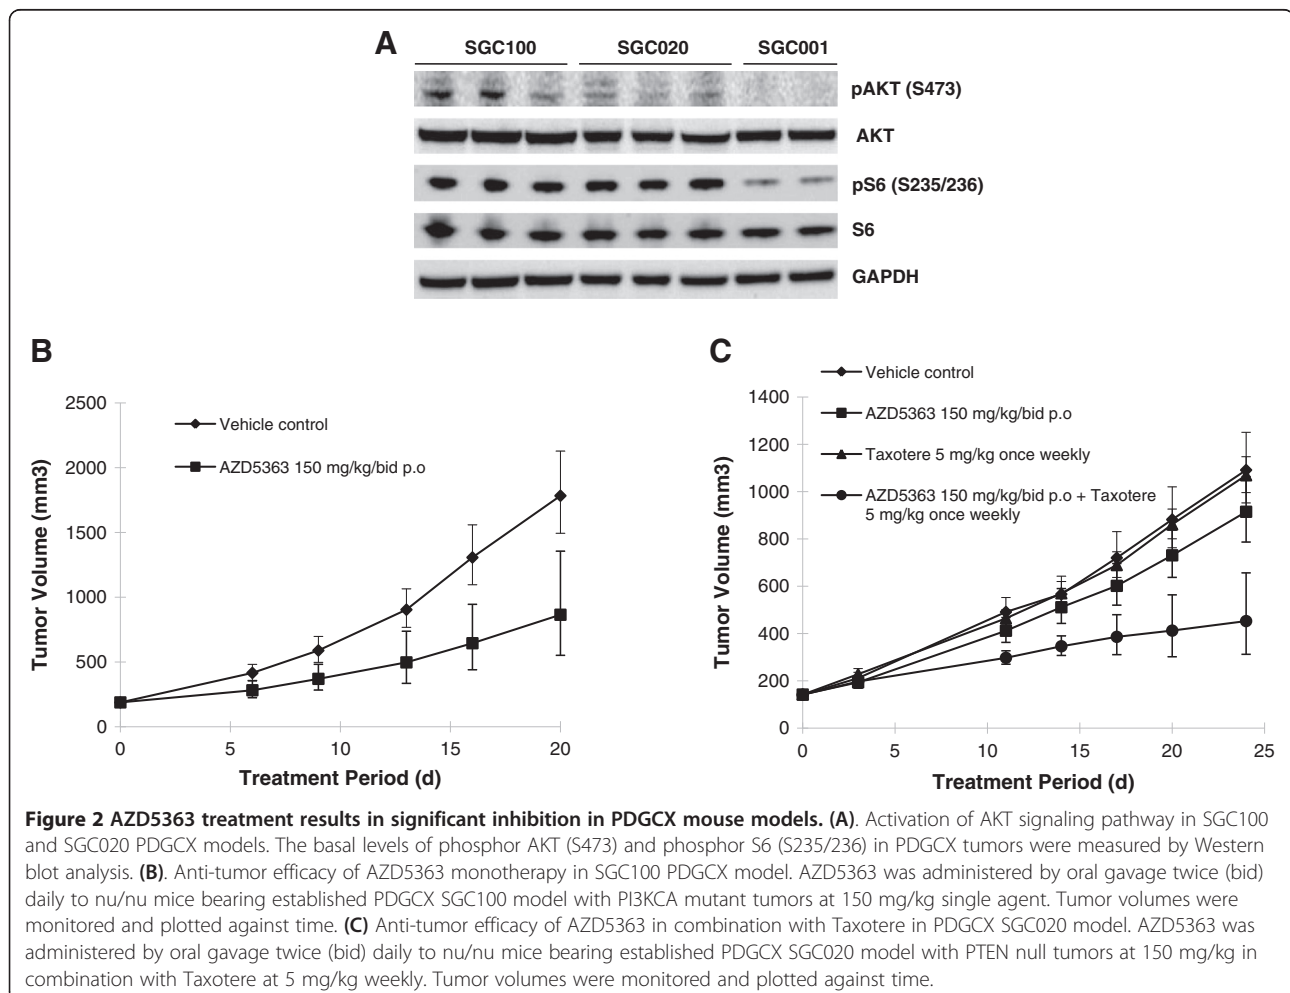 A
SGC100 SGC020 SGC001
pAKT (S473)
AKT
pS6 (S235/236)
S6
GAPDH
B
2500
2000
1500
1000
500
0
Tumor Volume (mm3)
Vehicle control
AZD5363 150 mg/kg/bid p.o
0 5 10 15 20
Treatment Period (d)
C
Vehicle control
AZD5363 150 mg/kg/bid p.o
Taxotere 5 mg/kg once weekly
AZD5363 150 mg/kg/bid p.o + Taxotere
5 mg/kg once weekly
1400
1200
1000
800
600
400
200
0
Tumor Volume (mm3)
0 5 10 15 20 25
Treatment Period (d)
Figure 2 AZD5363 treatment results in significant inhibition in PDGCX mouse models. (A). Activation of AKT signaling pathway in SGC100
and SGC020 PDGCX models. The basal levels of phosphor AKT (S473) and phosphor S6 (S235/236) in PDGCX tumors were measured by Western
blot analysis. (B). Anti-tumor efficacy of AZD5363 monotherapy in SGC100 PDGCX model. AZD5363 was administered by oral gavage twice (bid)
daily to nu/nu mice bearing established PDGCX SGC100 model with PI3KCA mutant tumors at 150 mg/kg single agent. Tumor volumes were
monitored and plotted against time. (C) Anti-tumor efficacy of AZD5363 in combination with Taxotere in PDGCX SGC020 model. AZD5363 was
administered by oral gavage twice (bid) daily to nu/nu mice bearing established PDGCX SGC020 model with PTEN null tumors at 150 mg/kg in
combination with Taxotere at 5 mg/kg weekly. Tumor volumes were monitored and plotted against time.